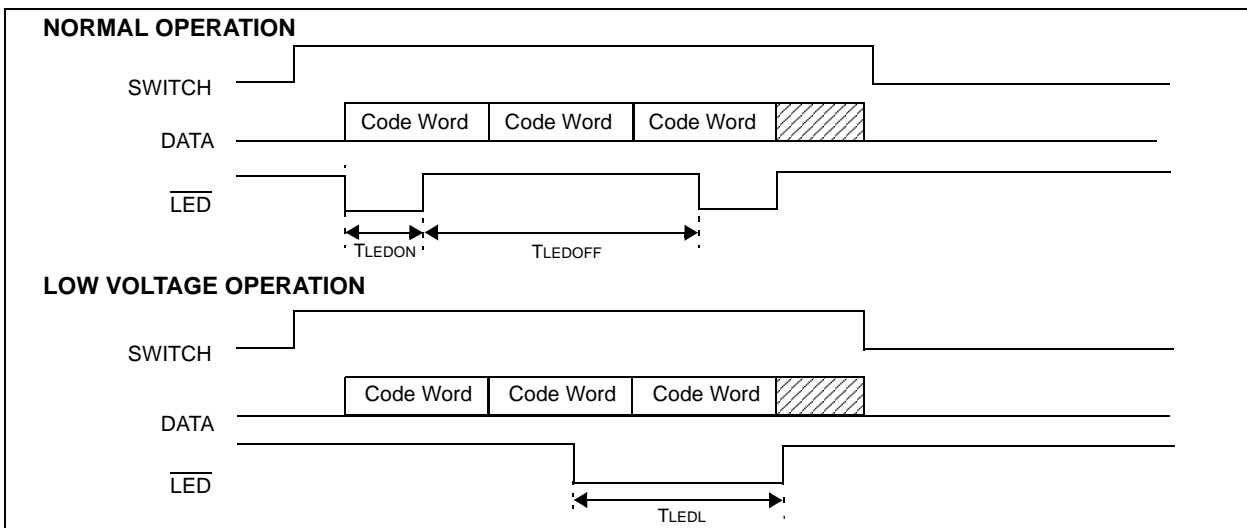 NORMAL OPERATION
SWITCH
Code Word Code Word Code Word
DATA
LED
TLEDON TLEDOFF
LOW VOLTAGE OPERATION
SWITCH
Code Word Code Word Code Word
DATA
LED
TLEDL